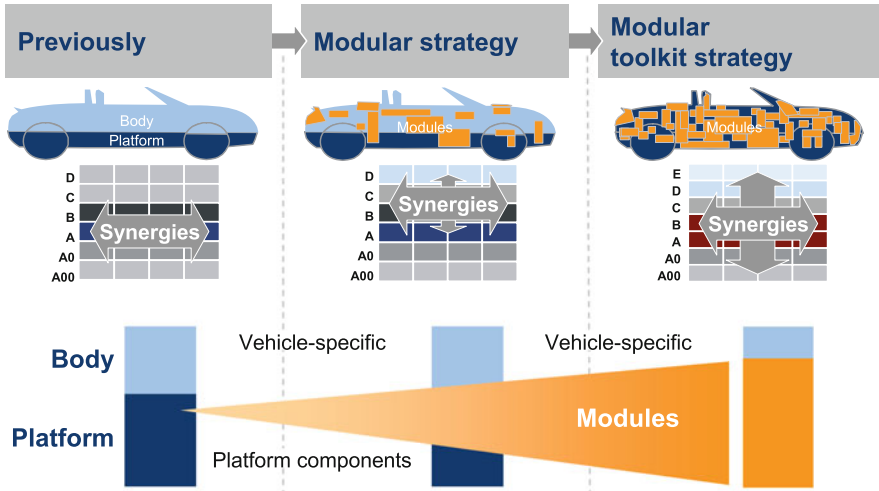 Previously
Modular strategy
Modular
toolkit strategy
Body
Platform
Modules
Modules
D
C
B
A
A0
A00
Synergies
D
C
B
A
A0
A00
Synergies
E
D
C
B
A
A0
A00
Synergies
Body
Platform
Vehicle-specific
Vehicle-specific
Modules
Platform components